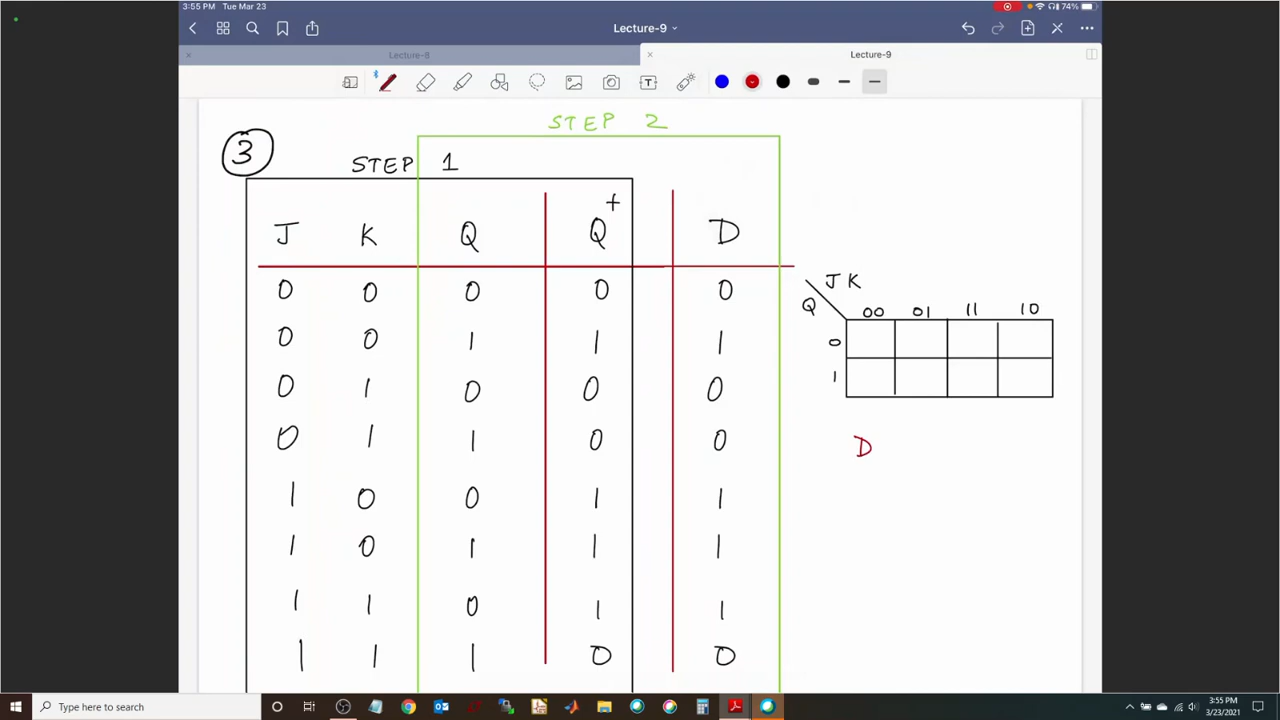 3:55 PM Tue Mar 23
74%
Lecture-9
Lecture-8
Lecture-9
T
STEP 2
3
STEP 1
J K Q Q+ D
0 0 0 0 0
0 0 1 1 1
0 1 0 0 0
0 1 1 0 0
1 0 0 1 1
1 0 1 1 1
1 1 0 1 1
1 1 1 0 0
J K
Q
00 01 11 10
0
1
D
Type here to search
3:55 PM
3/23/2021